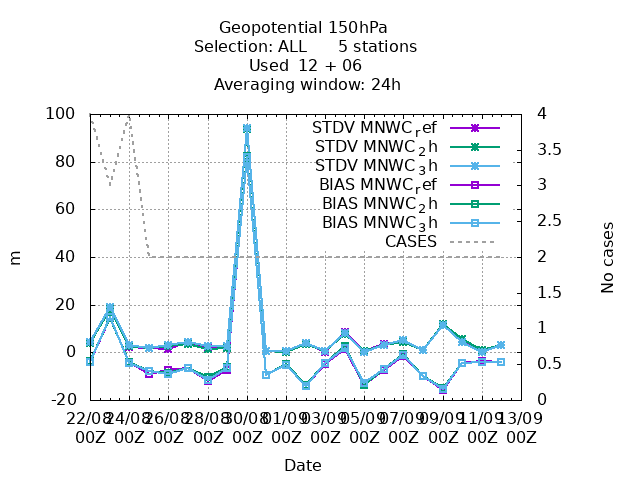 Geopotential 150hPa
Selection: ALL      5 stations
Used  12 + 06
Averaging window: 24h
100 4
80 3.5
60 3
40 2.5
20 2
0 1.5
-20 1
0.5
0
m
No cases
STDV MNWC_ref
STDV MNWC_2h
STDV MNWC_3h
BIAS MNWC_ref
BIAS MNWC_2h
BIAS MNWC_3h
CASES
22/08 24/08 26/08 28/08 30/08 01/09 03/09 05/09 07/09 09/09 11/09 13/09
00Z 00Z 00Z 00Z 00Z 00Z 00Z 00Z 00Z 00Z 00Z 00Z
Date